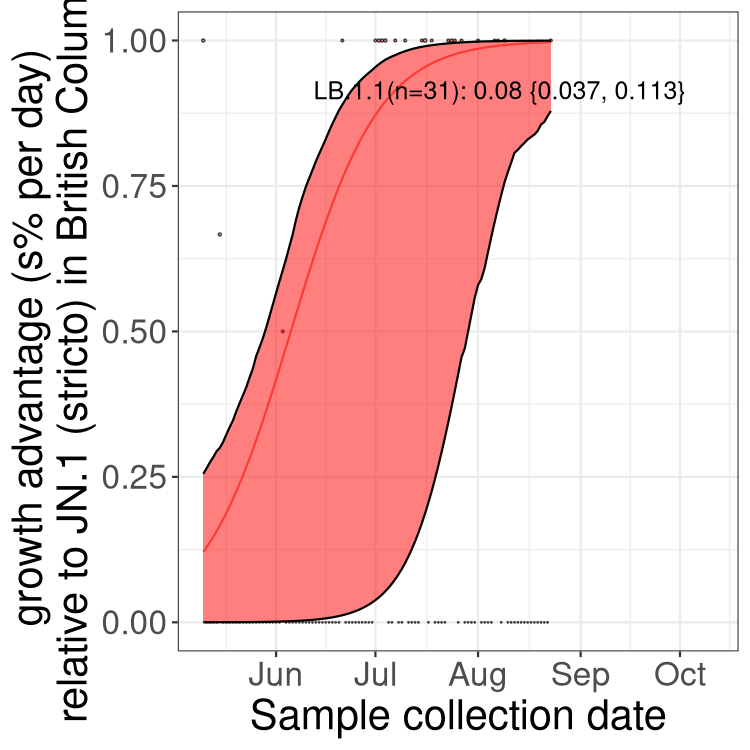 growth advantage (s% per day)
relative to JN.1 (stricto) in British Colum
1.00
0.75
0.50
0.25
0.00
LB.1.1(n=31): 0.08 {0.037, 0.113}
Jun Jul Aug Sep Oct
Sample collection date